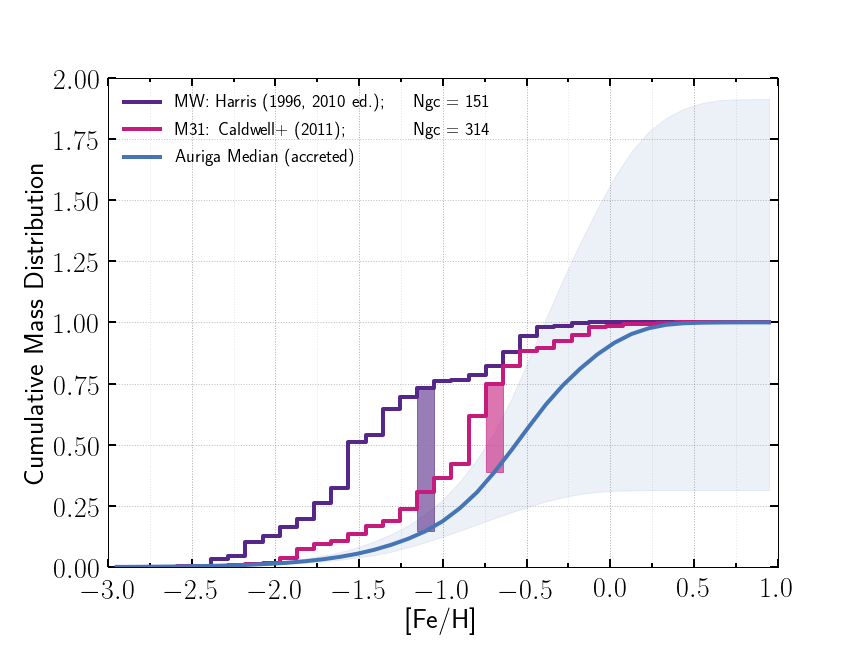 2.00
1.75
1.50
1.25
1.00
0.75
0.50
0.25
0.00
Cumulative Mass Distribution
MW: Harris (1996, 2010 ed.); Ngc = 151
M31: Caldwell+ (2011); Ngc = 314
Auriga Median (accreted)
−3.0 −2.5 −2.0 −1.5 −1.0 −0.5 0.0 0.5 1.0
[Fe/H]